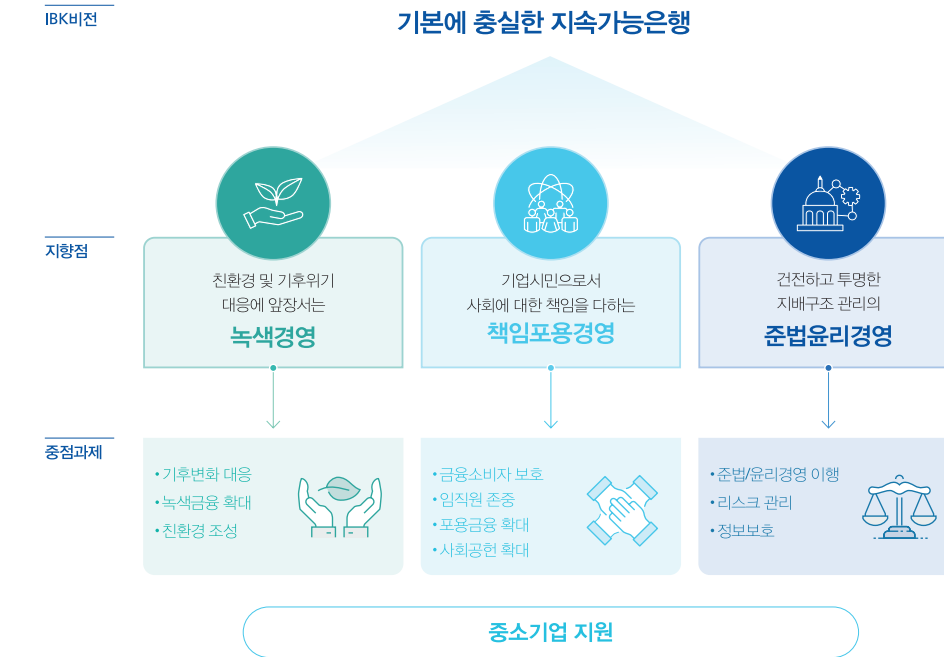 IBK비전
기본에 충실한 지속가능은행
지향점
친환경 및 기후위기
대응에 앞장서는
녹색경영
기업시민으로서
사회에 대한 책임을 다하는
책임포용경영
건전하고 투명한
지배구조 관리의
준법윤리경영
중점과제
• 기후변화 대응
• 녹색금융 확대
• 친환경 조성
• 금융소비자 보호
• 임직원 존중
• 포용금융 확대
• 사회공헌 확대
• 준법/윤리경영 이행
• 리스크 관리
• 정보보호
중소기업 지원